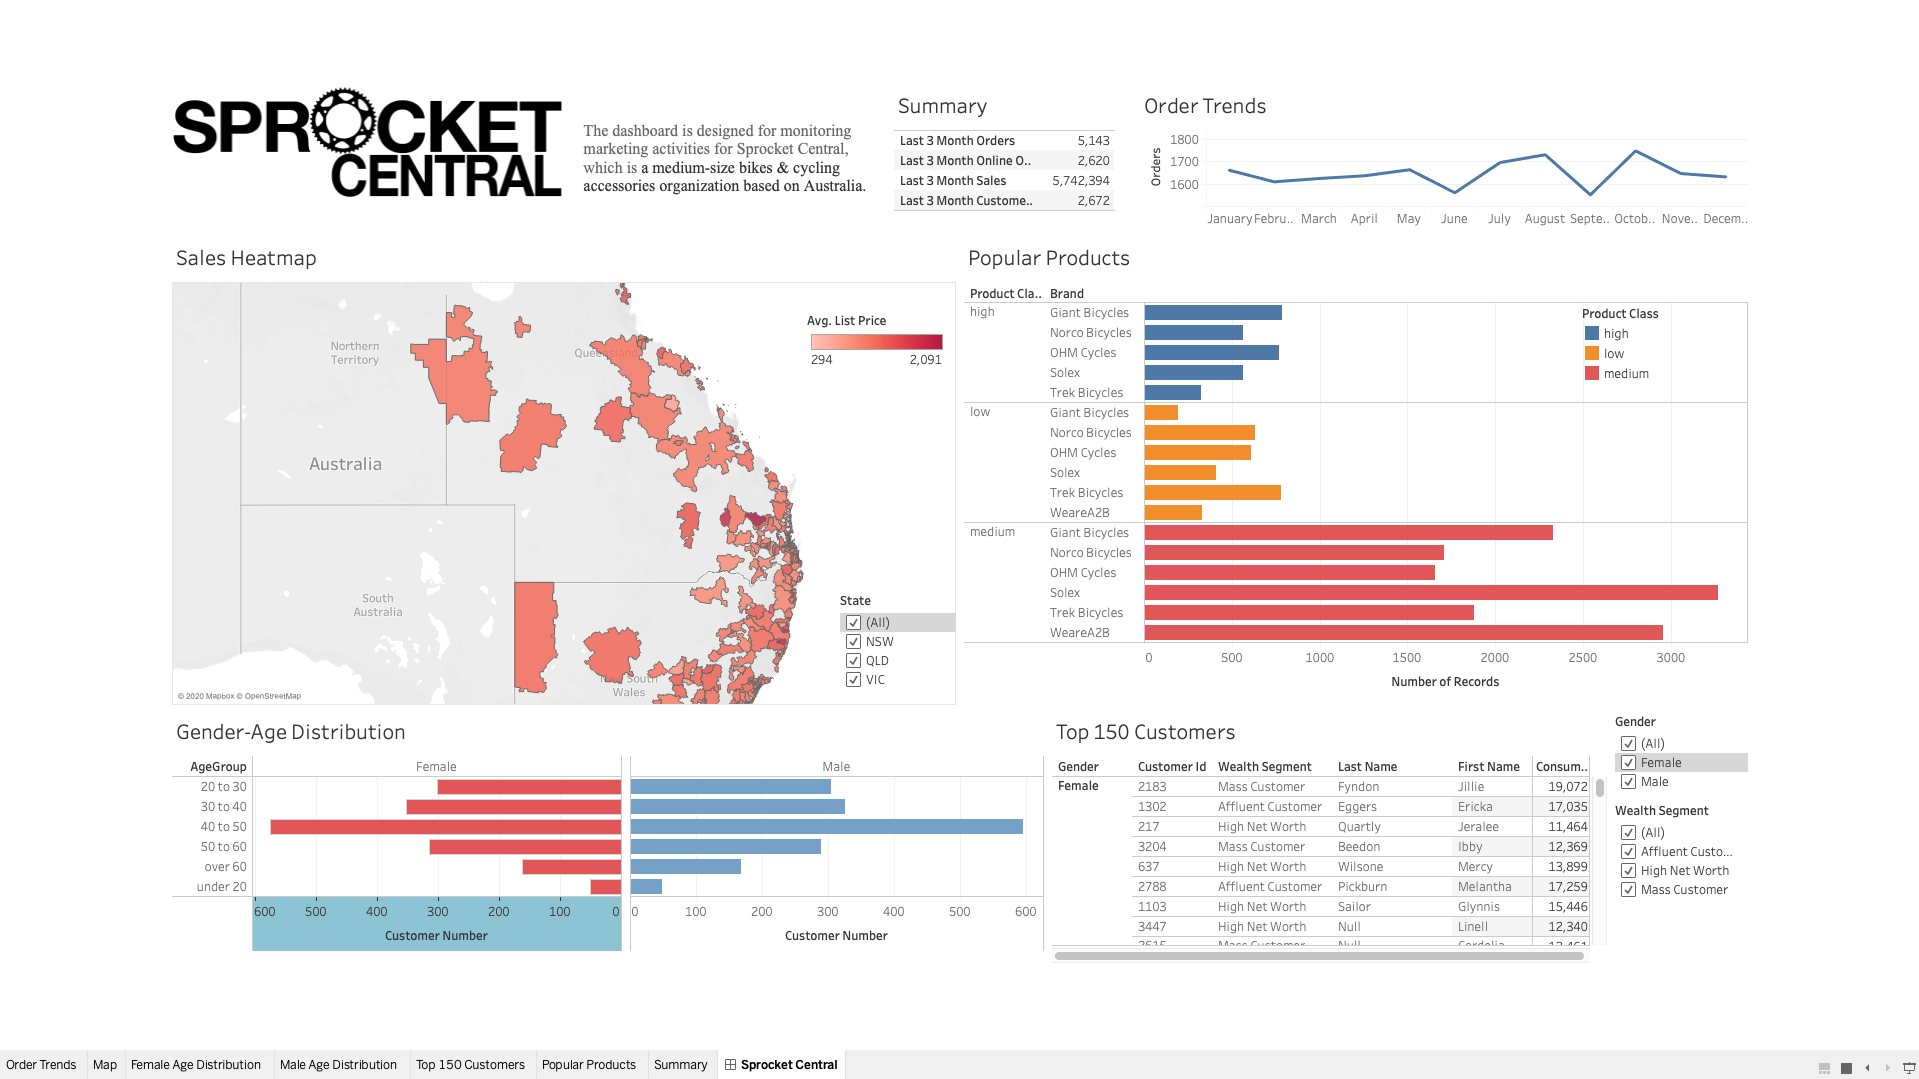 SPROCKET
CENTRAL
The dashboard is designed for monitoring
marketing activities for Sprocket Central,
which is a medium-size bikes & cycling
accessories organization based on Australia.
Summary
Last 3 Month Orders 5,143
Last 3 Month Online O.. 2,620
Last 3 Month Sales 5,742,394
Last 3 Month Custome.. 2,672
Order Trends
Orders
1800
1700
1600
January Febru.. March April May June July August Septe.. Octob.. Nove.. Decem..
Sales Heatmap
Avg. List Price
294 2,091
Northern
Territory
Queensland
Australia
South
Australia
New South
Wales
State
(All)
NSW
QLD
VIC
© 2020 Mapbox © OpenStreetMap
Popular Products
Product Cla.. Brand
high Giant Bicycles
Norco Bicycles
OHM Cycles
Solex
Trek Bicycles
low Giant Bicycles
Norco Bicycles
OHM Cycles
Solex
Trek Bicycles
WeareA2B
medium Giant Bicycles
Norco Bicycles
OHM Cycles
Solex
Trek Bicycles
WeareA2B
0 500 1000 1500 2000 2500 3000
Number of Records
Product Class
high
low
medium
Gender-Age Distribution
AgeGroup Female Male
20 to 30
30 to 40
40 to 50
50 to 60
over 60
under 20
600 500 400 300 200 100 0 0 100 200 300 400 500 600
Customer Number Customer Number
Top 150 Customers
Gender Customer Id Wealth Segment Last Name First Name Consum..
Female 2183 Mass Customer Fyndon Jillie 19,072
1302 Affluent Customer Eggers Ericka 17,035
217 High Net Worth Quartly Jeralee 11,464
3204 Mass Customer Beedon Ibby 12,369
637 High Net Worth Wilsone Mercy 13,899
2788 Affluent Customer Pickburn Melantha 17,259
1103 High Net Worth Sailor Glynnis 15,446
3447 High Net Worth Null Linell 12,340
2615 Mass Customer Null Cordelia 12,461
Gender
(All)
Female
Male
Wealth Segment
(All)
Affluent Custo...
High Net Worth
Mass Customer
Order Trends Map Female Age Distribution Male Age Distribution Top 150 Customers Popular Products Summary Sprocket Central